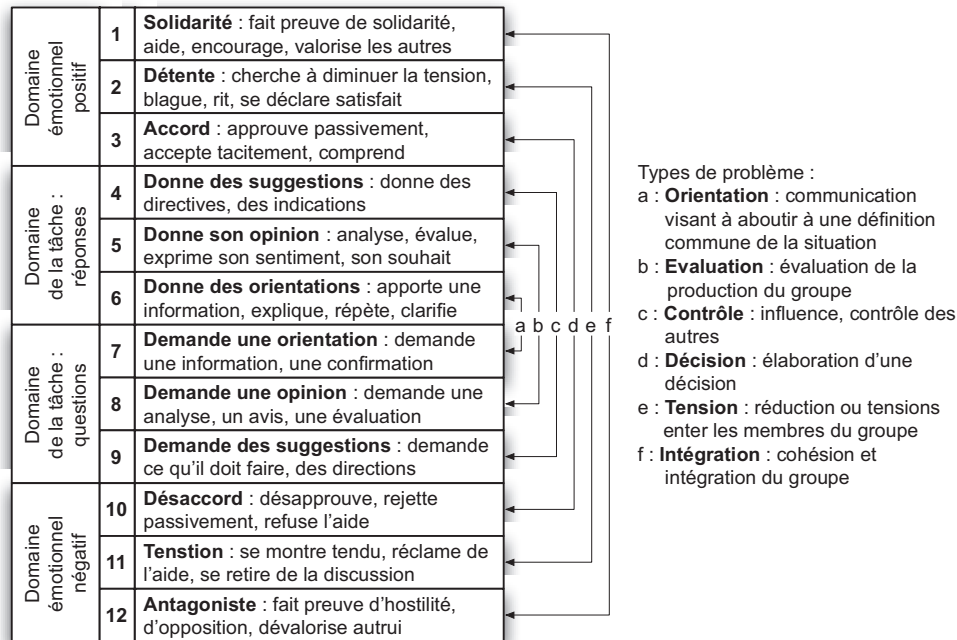 Domaine
émotionnel
positif
1
Solidarité : fait preuve de solidarité,
aide, encourage, valorise les autres
2
Détente : cherche à diminuer la tension,
blague, rit, se déclare satisfait
3
Accord : approuve passivement,
accepte tacitement, comprend
Domaine
de la tâche :
réponses
4
Donne des suggestions : donne des
directives, des indications
5
Donne son opinion : analyse, évalue,
exprime son sentiment, son souhait
6
Donne des orientations : apporte une
information, explique, répète, clarifie
Domaine
de la tâche :
questions
7
Demande une orientation : demande
une information, une confirmation
8
Demande une opinion : demande une
analyse, un avis, une évaluation
9
Demande des suggestions : demande
ce qu'il doit faire, des directions
Domaine
émotionnel
négatif
10
Désaccord : désapprouve, rejette
passivement, refuse l'aide
11
Tenstion : se montre tendu, réclame de
l'aide, se retire de la discussion
12
Antagoniste : fait preuve d'hostilité,
d'opposition, dévalorise autrui
a b c d e f
Types de problème :
a : Orientation : communication
visant à aboutir à une définition
commune de la situation
b : Evaluation : évaluation de la
production du groupe
c : Contrôle : influence, contrôle des
autres
d : Décision : élaboration d'une
décision
e : Tension : réduction ou tensions
enter les membres du groupe
f : Intégration : cohésion et
intégration du groupe